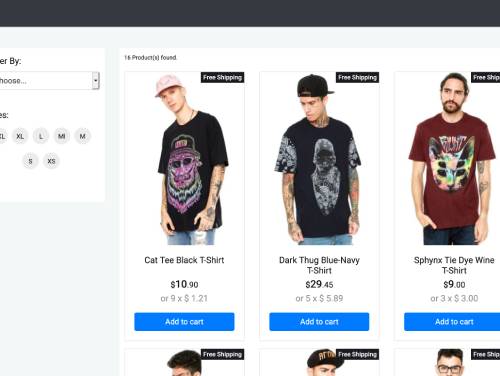 er By:
hoose...
es:
XL
XL
L
Ml
M
S
XS
16 Product(s) found.
Free Shipping
Cat Tee Black T-Shirt
$10.90
or 9 x $ 1.21
Add to cart
Free Shipping
Dark Thug Blue-Navy
T-Shirt
$29.45
or 5 x $ 5.89
Add to cart
Free Ship
Sphynx Tie Dye Wine
T-Shirt
$9.00
or 3 x $ 3.00
Add to cart
Free Shipping
Free Shipping
Free Ship